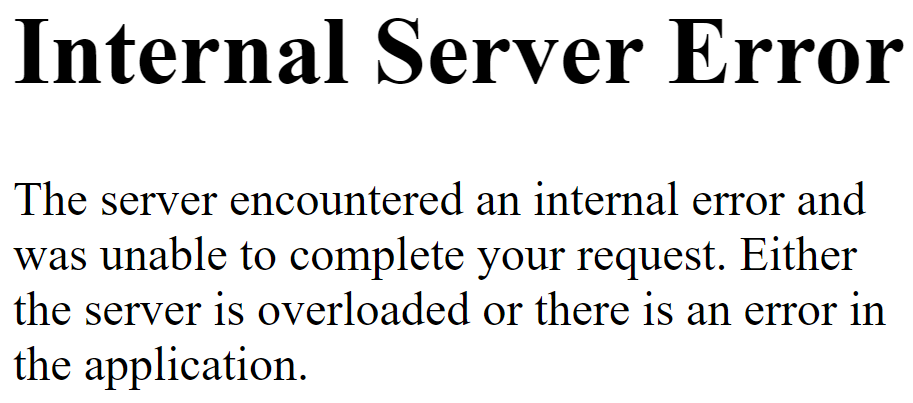 Internal Server Error
The server encountered an internal error and
was unable to complete your request. Either
the server is overloaded or there is an error in
the application.